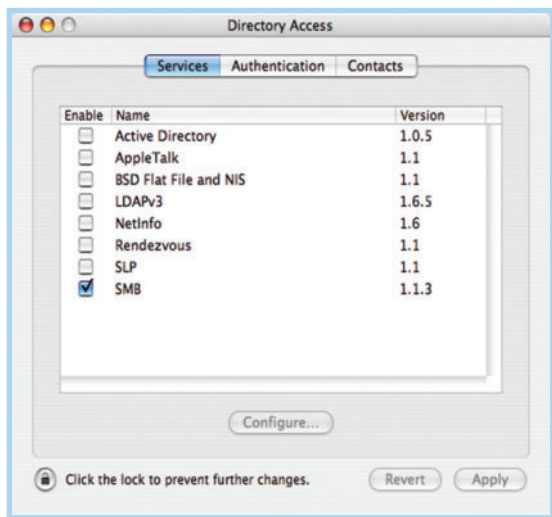 Directory Access
Services Authentication Contacts
Enable Name Version
Active Directory 1.0.5
AppleTalk 1.1
BSD Flat File and NIS 1.1
LDAPv3 1.6.5
NetInfo 1.6
Rendezvous 1.1
SLP 1.1
SMB 1.1.3
Configure...
Click the lock to prevent further changes. Revert Apply